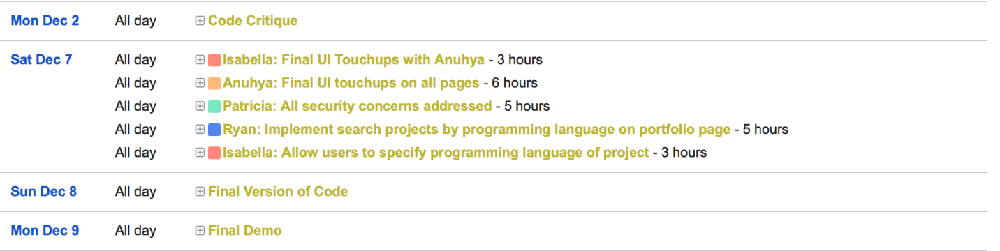 Mon Dec 2 All day Code Critique
Sat Dec 7 All day Isabella: Final UI Touchups with Anuhya - 3 hours
All day Anuhya: Final UI touchups on all pages - 6 hours
All day Patricia: All security concerns addressed - 5 hours
All day Ryan: Implement search projects by programming language on portfolio page - 5 hours
All day Isabella: Allow users to specify programming language of project - 3 hours
Sun Dec 8 All day Final Version of Code
Mon Dec 9 All day Final Demo